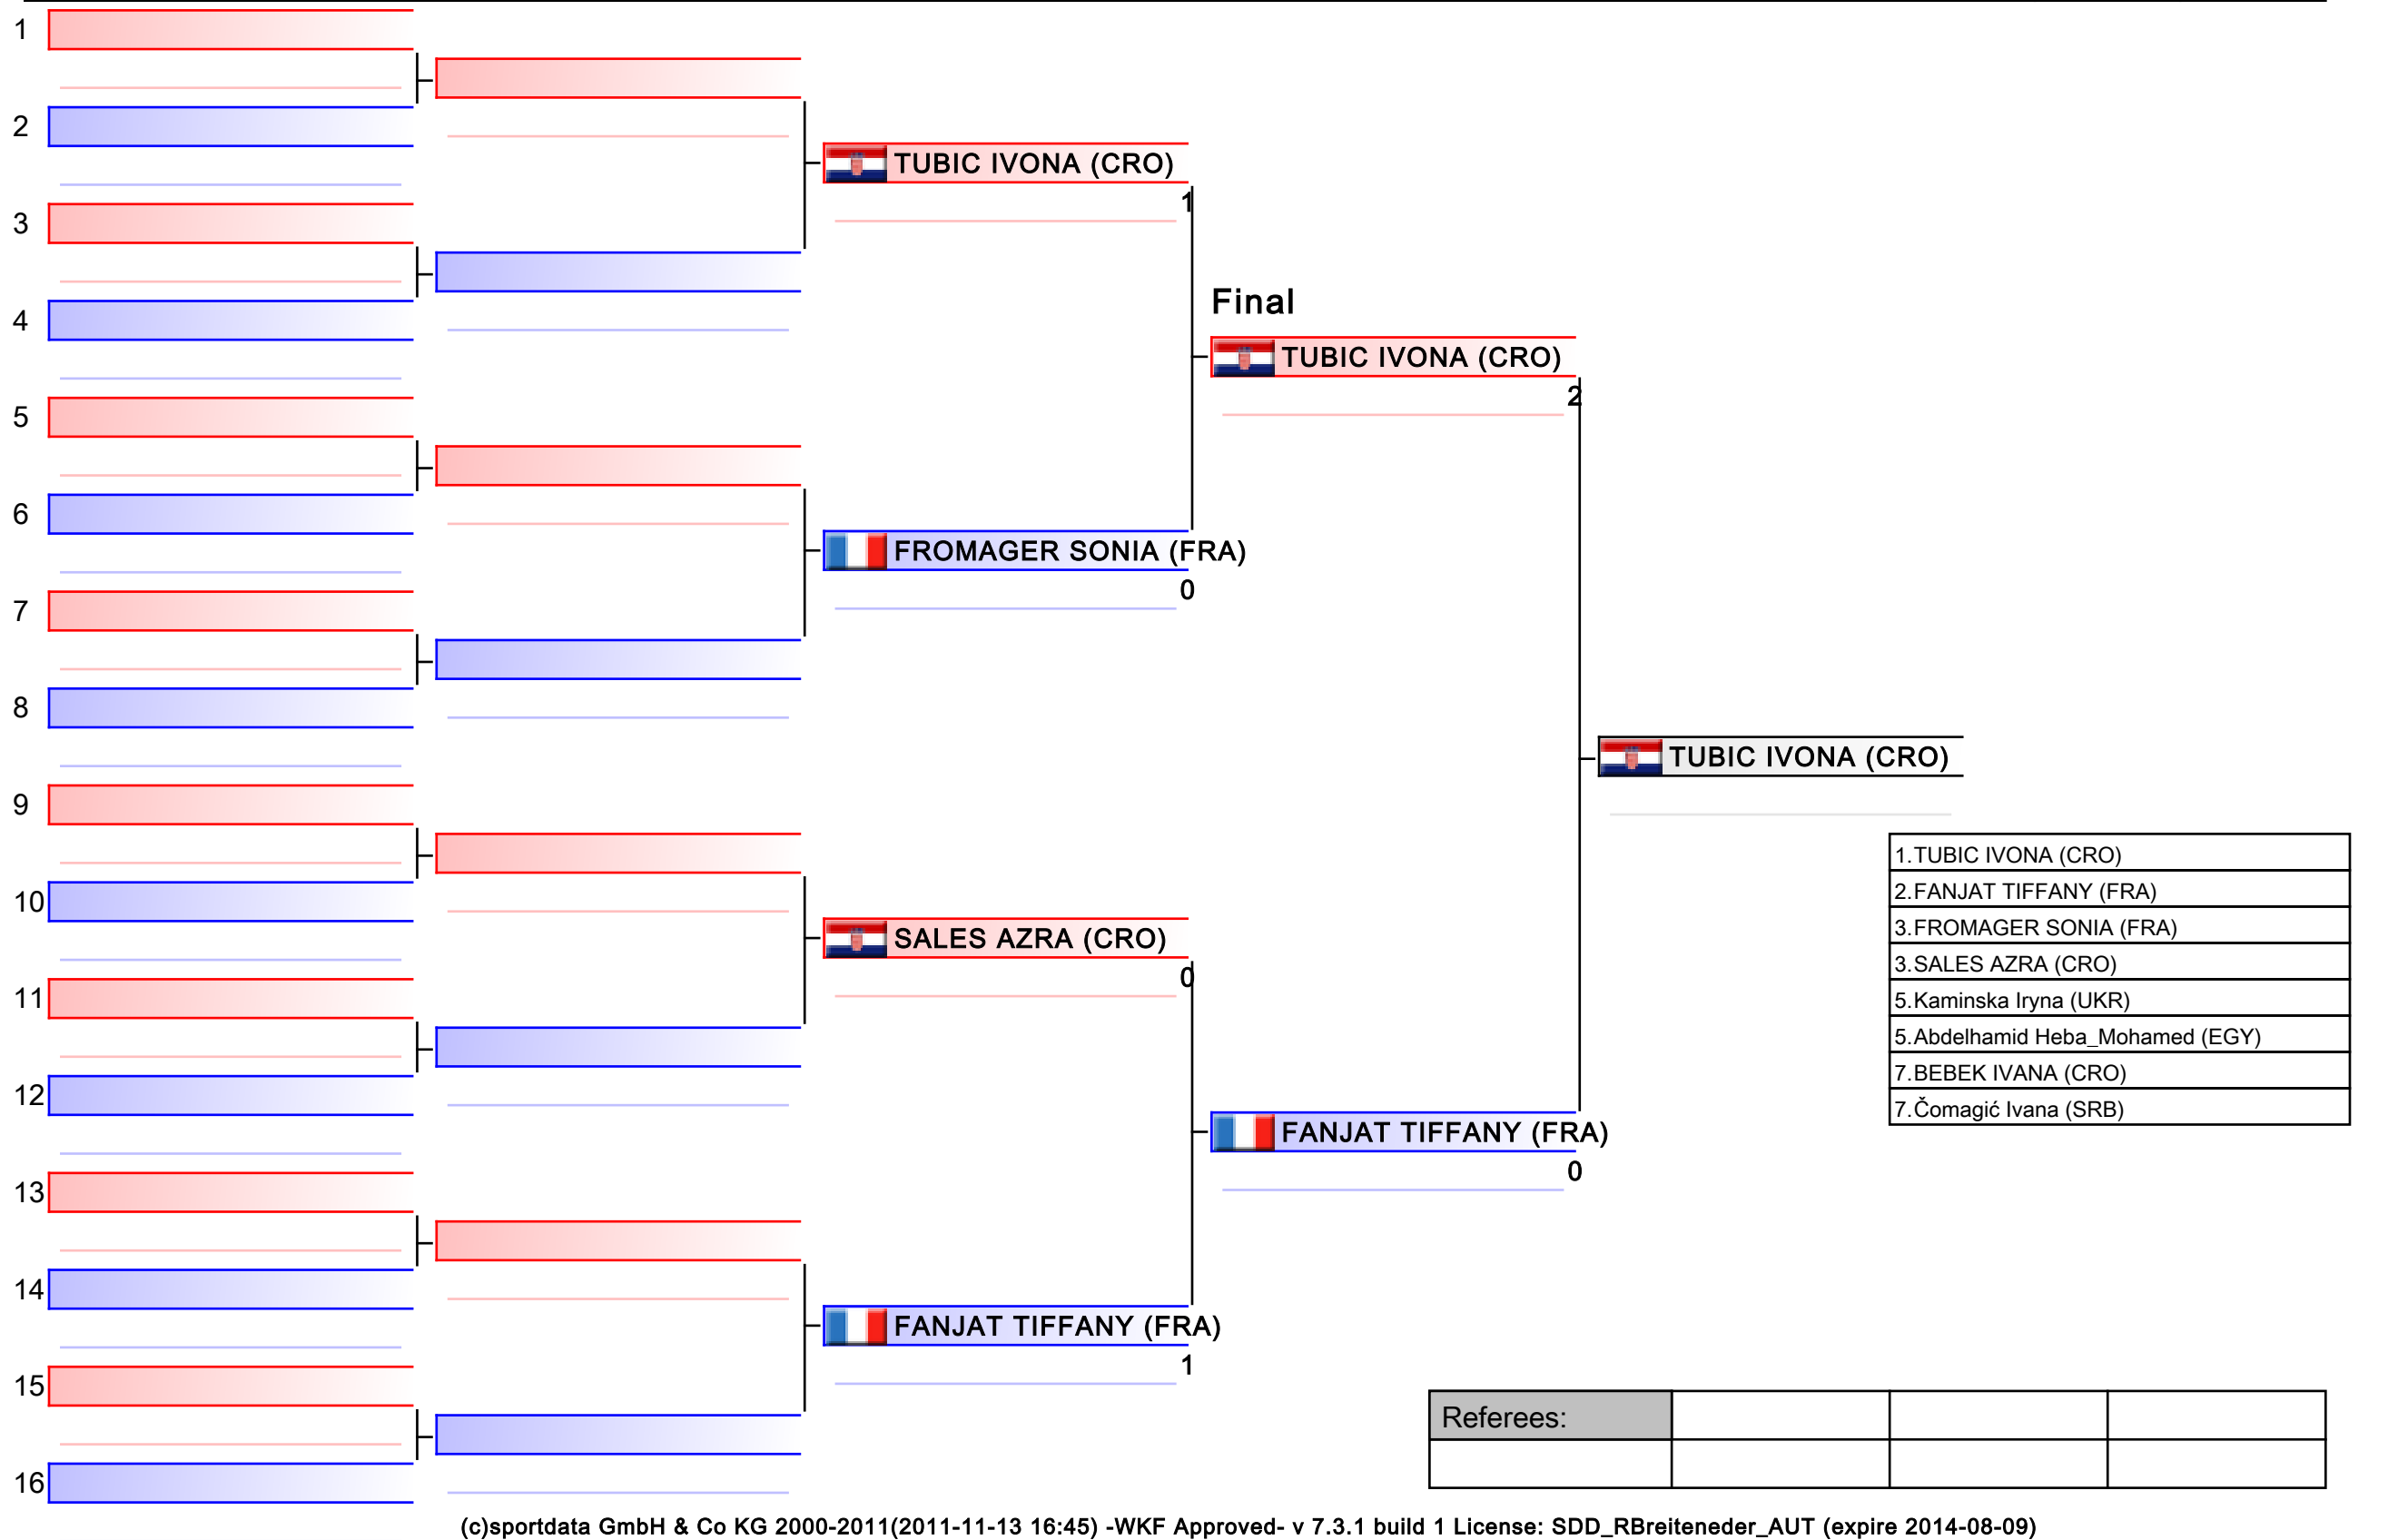 1
2
TUBIC IVONA (CRO)
1
3
Final
4
TUBIC IVONA (CRO)
2
5
6
FROMAGER SONIA (FRA)
0
7
8
TUBIC IVONA (CRO)
9
1.TUBIC IVONA (CRO)
2.FANJAT TIFFANY (FRA)
10
3.FROMAGER SONIA (FRA)
SALES AZRA (CRO)
0
3.SALES AZRA (CRO)
11
5.Kaminska Iryna (UKR)
5.Abdelhamid Heba_Mohamed (EGY)
7.BEBEK IVANA (CRO)
12
7.Čomagić Ivana (SRB)
FANJAT TIFFANY (FRA)
0
13
14
FANJAT TIFFANY (FRA)
1
15
Referees:
16
(c)sportdata GmbH & Co KG 2000-2011(2011-11-13 16:45) -WKF Approved- v 7.3.1 build 1 License: SDD_RBreiteneder_AUT (expire 2014-08-09)